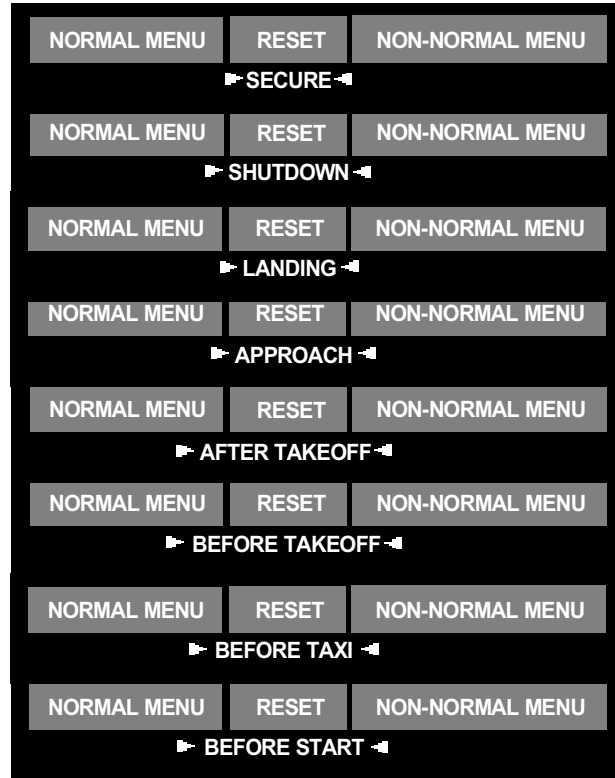 NORMAL MENU RESET NON-NORMAL MENU
SECURE
NORMAL MENU RESET NON-NORMAL MENU
SHUTDOWN
NORMAL MENU RESET NON-NORMAL MENU
LANDING
NORMAL MENU RESET NON-NORMAL MENU
APPROACH
NORMAL MENU RESET NON-NORMAL MENU
AFTER TAKEOFF
NORMAL MENU RESET NON-NORMAL MENU
BEFORE TAKEOFF
NORMAL MENU RESET NON-NORMAL MENU
BEFORE TAXI
NORMAL MENU RESET NON-NORMAL MENU
BEFORE START